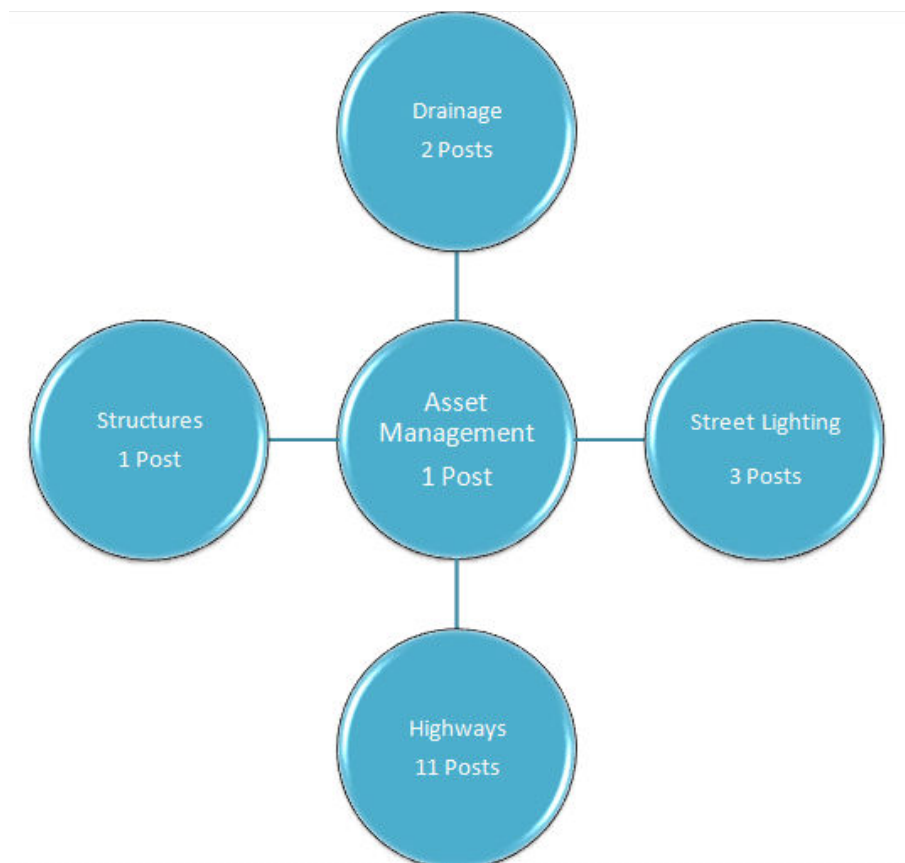 Drainage
2 Posts
Structures
1 Post
Asset
Management
1 Post
Street Lighting
3 Posts
Highways
11 Posts